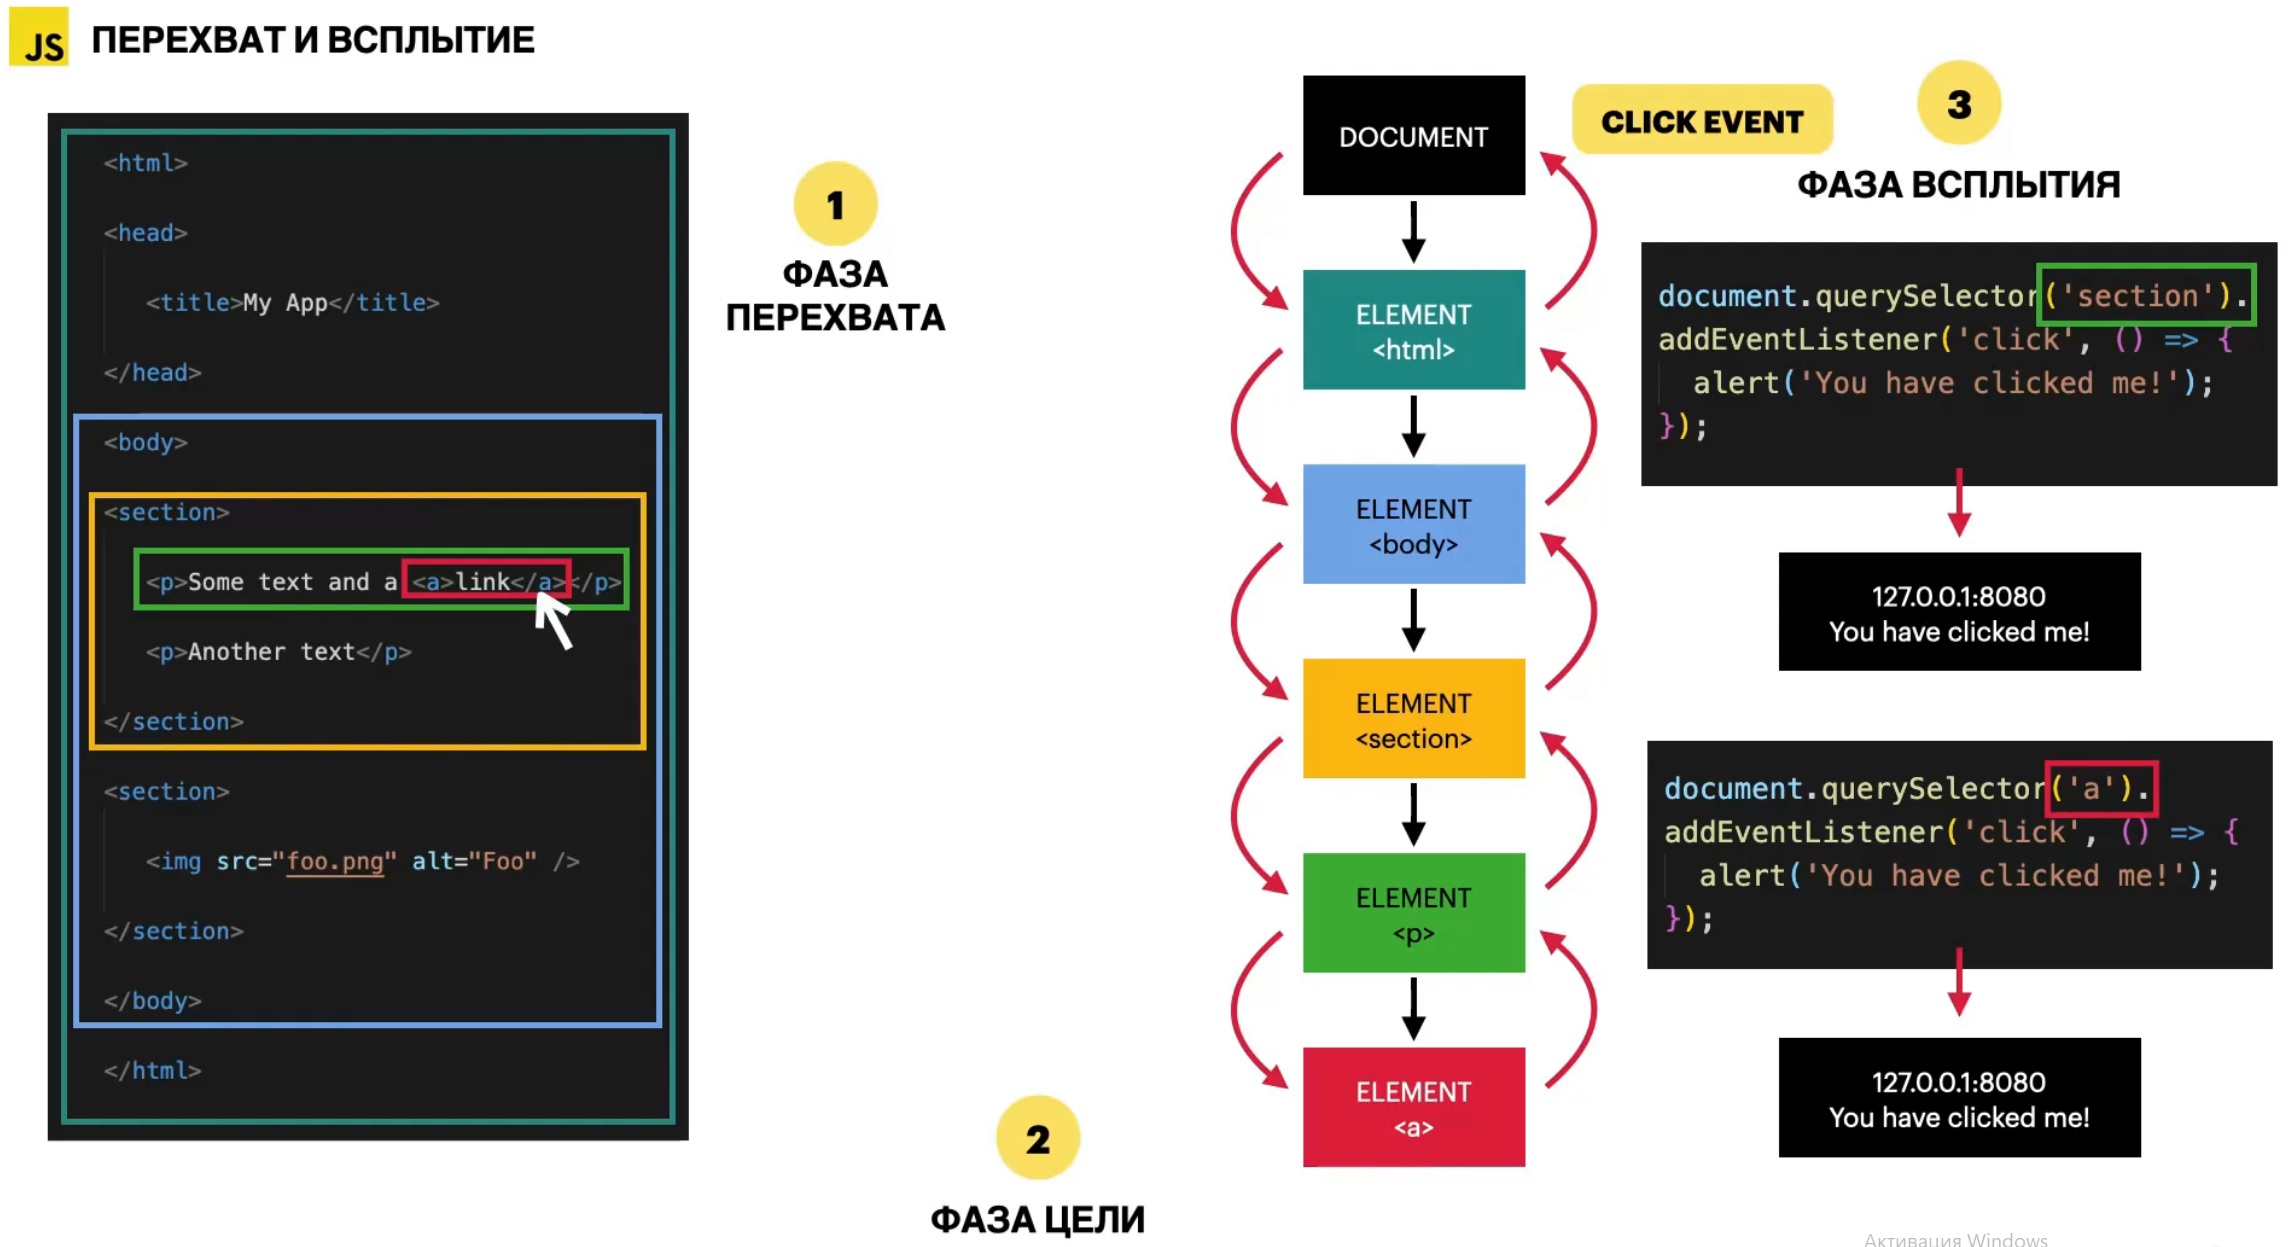 JS ПЕРЕХВАТ И ВСПЛЫТИЕ
<html>
<head>
<title>My App</title>
</head>
<body>
<section>
<p>Some text and a <a>link</a></p>
<p>Another text</p>
</section>
<section>
<img src="foo.png" alt="Foo" />
</section>
</body>
</html>
1
ФАЗА
ПЕРЕХВАТА
2
ФАЗА ЦЕЛИ
DOCUMENT
ELEMENT
<html>
ELEMENT
<body>
ELEMENT
<section>
ELEMENT
<p>
ELEMENT
<a>
CLICK EVENT
3
ФАЗА ВСПЛЫТИЯ
document.querySelector('section').
addEventListener('click', () => {
alert('You have clicked me!');
});
127.0.0.1:8080
You have clicked me!
document.querySelector('a').
addEventListener('click', () => {
alert('You have clicked me!');
});
127.0.0.1:8080
You have clicked me!
Активация Windows